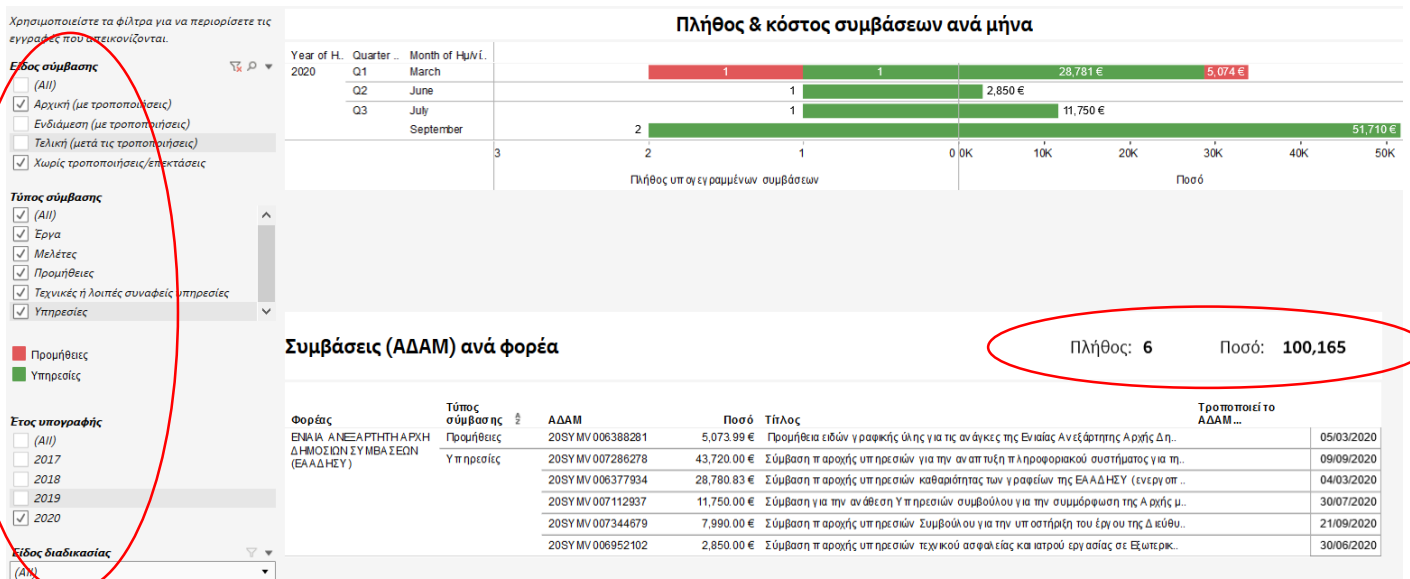 Χρησιμοποιείστε τα φίλτρα για να περιορίσετε τις
εγγραφές που απεικονίζονται.
Είδος σύμβασης
(All)
Αρχική (με τροποποιήσεις)
Ενδιάμεση (με τροποποιήσεις)
Τελική (μετά τις τροποποιήσεις)
Χωρίς τροποποιήσεις/επεκτάσεις
Τύπος σύμβασης
(All)
Έργα
Μελέτες
Προμήθειες
Τεχνικές ή λοιπές συναφείς υπηρεσίες
Υπηρεσίες
Προμήθειες
Υπηρεσίες
Έτος υπογραφής
(All)
2017
2018
2019
2020
Είδος διαδικασίας
(All)
Πλήθος & κόστος συμβάσεων ανά μήνα
Year of H.. Quarter .. Month of Ημ/νί..
2020 Q1 March 1 1 28,781 € 5,074 €
Q2 June 1 2,850 €
Q3 July 1 11,750 €
September 2 51,710 €
3 2 1 0 0K 10K 20K 30K 40K 50K
Πλήθος υπογεγραμμένων συμβάσεων Ποσό
Συμβάσεις (ΑΔΑΜ) ανά φορέα Πλήθος: 6 Ποσό: 100,165
Φορέας Τύπος σύμβασης ΑΔΑΜ Ποσό Τίτλος Τροποποιεί το ΑΔΑΜ...
ΕΝΙΑΙΑ ΑΝΕΞΑΡΤΗΤΗ ΑΡΧΗ ΔΗΜΟΣΙΩΝ ΣΥΜΒΑΣΕΩΝ (ΕΑΑΔΗΣΥ)
Προμήθειες 20SYMV006388281 5,073.99 € Προμήθεια ειδών γραφικής ύλης για τις ανάγκες της Ενιαίας Ανεξάρτητης Αρχής Δη.. 05/03/2020
Υπηρεσίες 20SYMV007286278 43,720.00 € Σύμβαση παροχής υπηρεσιών για την αναπτυξη πληροφοριακού συστήματος για τη.. 09/09/2020
20SYMV006377934 28,780.83 € Σύμβαση παροχής υπηρεσιών καθαριότητας των γραφείων της ΕΑΑΔΗΣΥ (ενεργοπ.. 04/03/2020
20SYMV007112937 11,750.00 € Σύμβαση για την ανάθεση Υπηρεσιών συμβούλου για την συμμόρφωση της Αρχής μ.. 30/07/2020
20SYMV007344679 7,990.00 € Σύμβαση παροχής υπηρεσιών Συμβούλου για την υποστήριξη του έργου της Διεύθυ.. 21/09/2020
20SYMV006952102 2,850.00 € Σύμβαση παροχής υπηρεσιών τεχνικού ασφαλείας και ιατρού εργασίας σε Εξωτερικ.. 30/06/2020